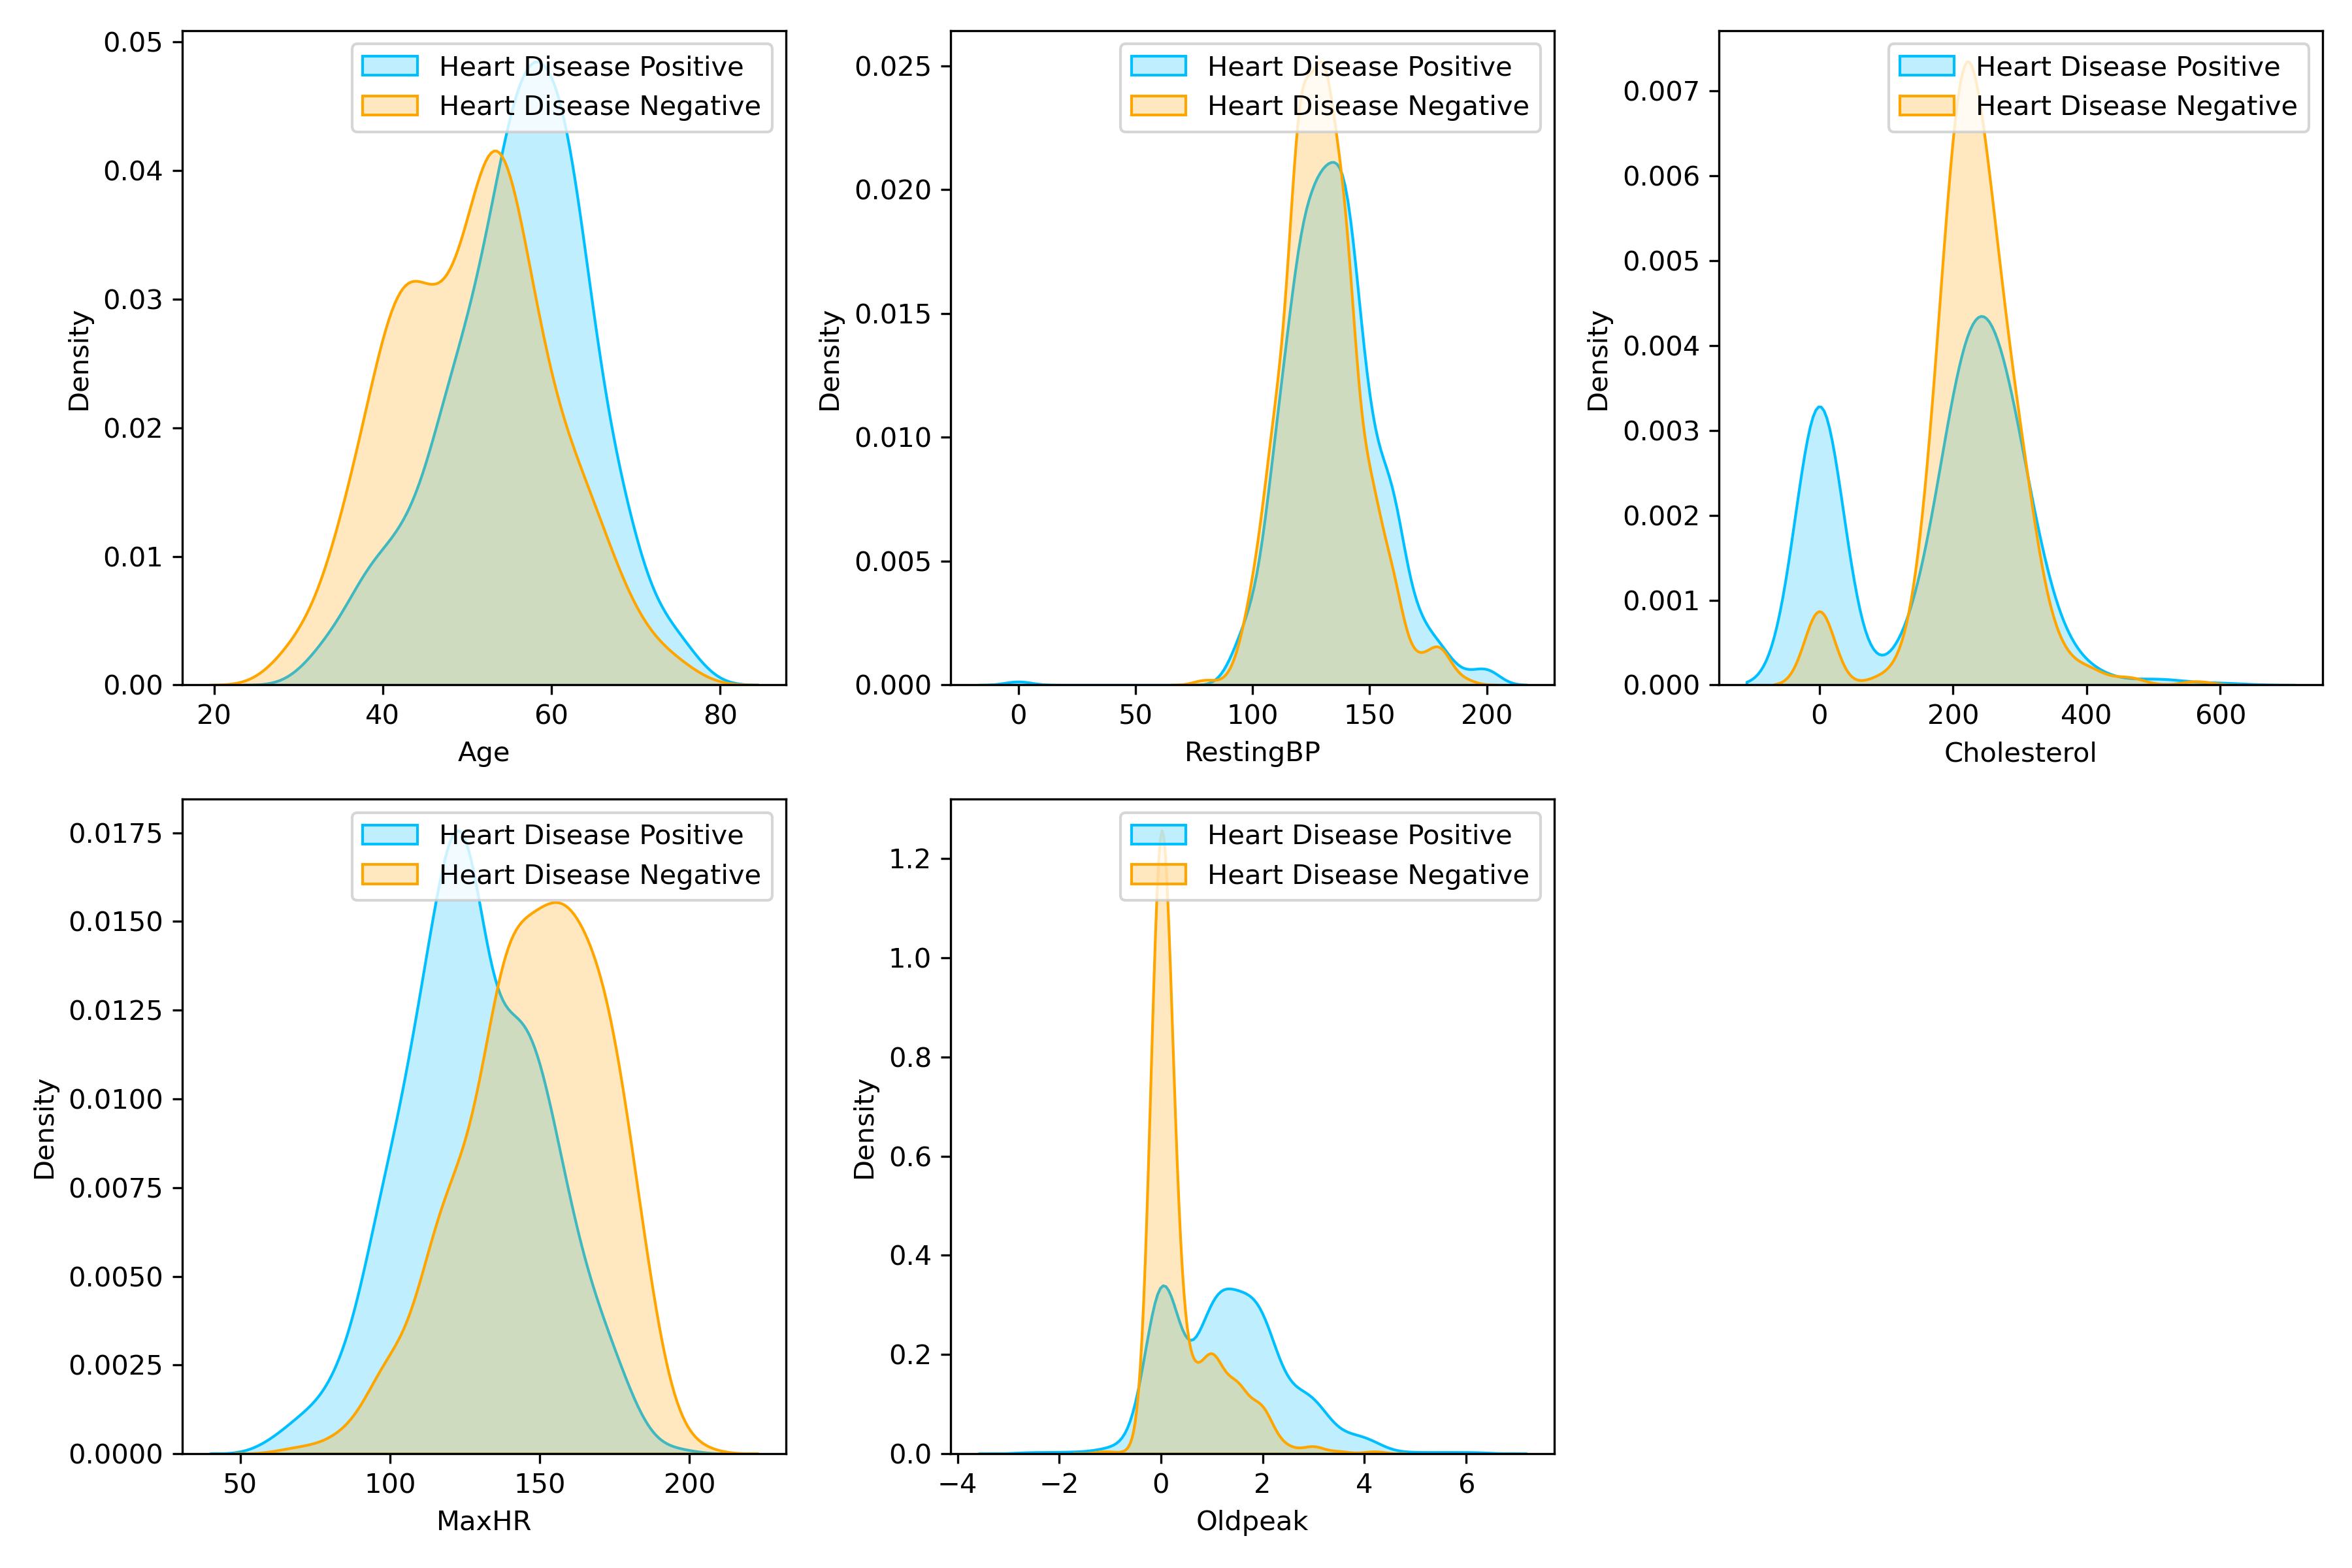 Heart Disease Positive
Heart Disease Negative
0.05
0.04
0.03
0.02
0.01
0.00
Density
20 40 60 80
Age
Heart Disease Positive
Heart Disease Negative
0.025
0.020
0.015
0.010
0.005
0.000
Density
0 50 100 150 200
RestingBP
Heart Disease Positive
Heart Disease Negative
0.007
0.006
0.005
0.004
0.003
0.002
0.001
0.000
Density
0 200 400 600
Cholesterol
Heart Disease Positive
Heart Disease Negative
0.0175
0.0150
0.0125
0.0100
0.0075
0.0050
0.0025
0.0000
Density
50 100 150 200
MaxHR
Heart Disease Positive
Heart Disease Negative
1.2
1.0
0.8
0.6
0.4
0.2
0.0
Density
−4 −2 0 2 4 6
Oldpeak